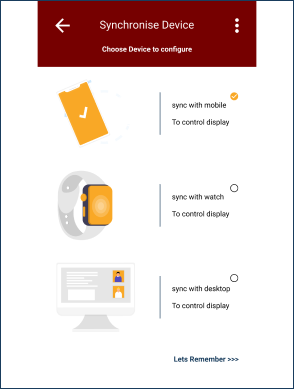 Synchronise Device
Choose Device to configure
sync with mobile
To control display
sync with watch
To control display
sync with desktop
To control display
Lets Remember >>>